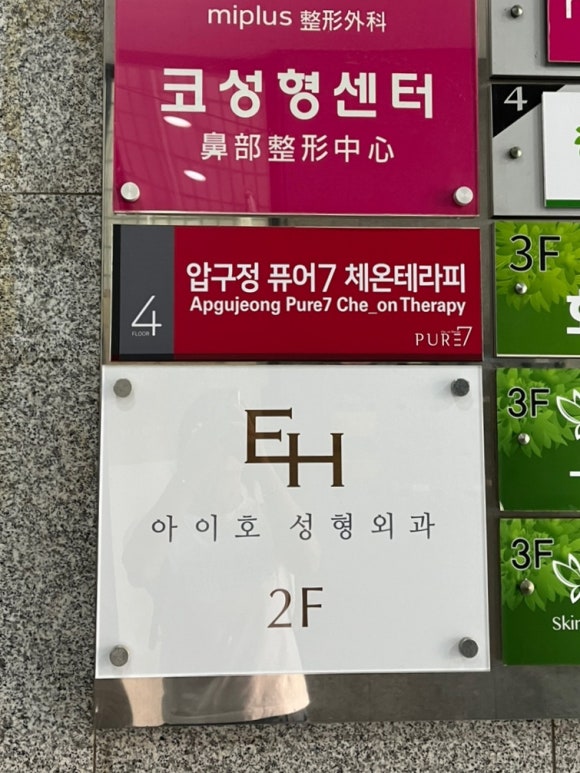 miplus 整形外科
코성형센터
鼻部整形中心
4
FLOOR
압구정 퓨어7 체온테라피
Apgujeong Pure7 Che_on Therapy
PURE7
EH
아이호 성형외과
2F
4
3F
3F
3F
Skin